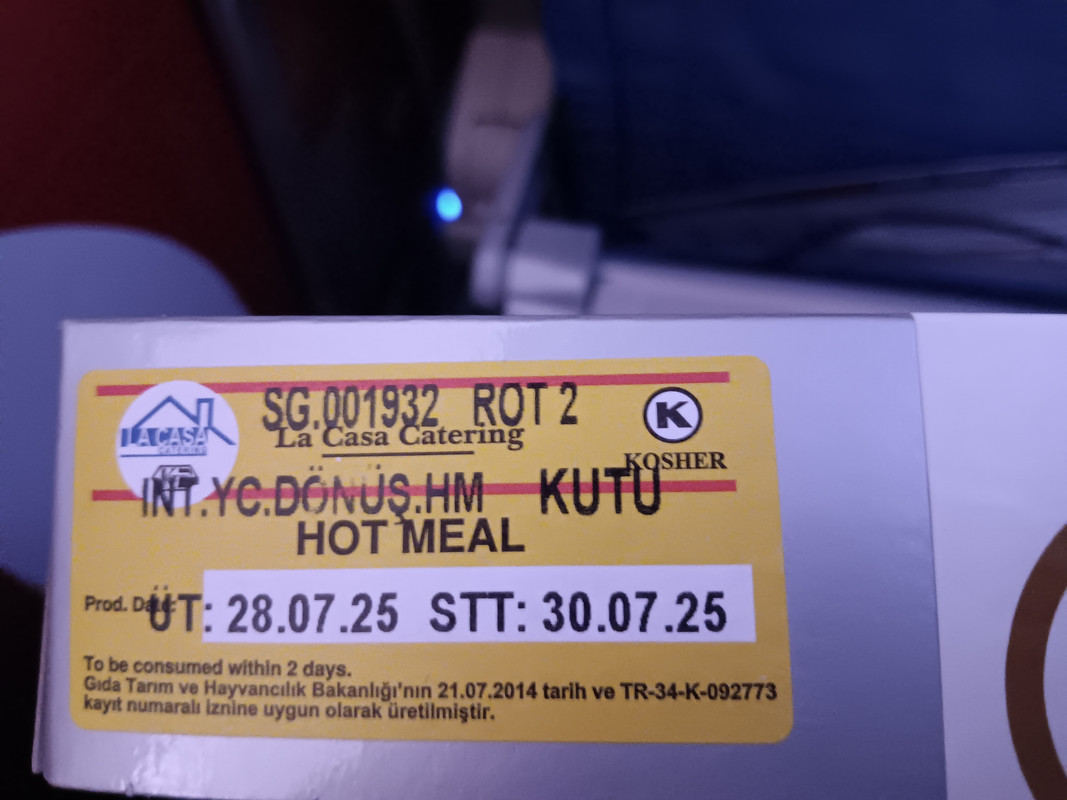 SG.001932 ROT 2
LA CASA
CATERING
La Casa Catering
K
KOSHER
INT.YC.DÖNÜŞ.HM KUTU
HOT MEAL
Prod. Date:
ÜT: 28.07.25 STT: 30.07.25
To be consumed within 2 days.
Gıda Tarım ve Hayvancılık Bakanlığı'nın 21.07.2014 tarih ve TR-34-K-092773
kayıt numaralı iznine uygun olarak üretilmiştir.